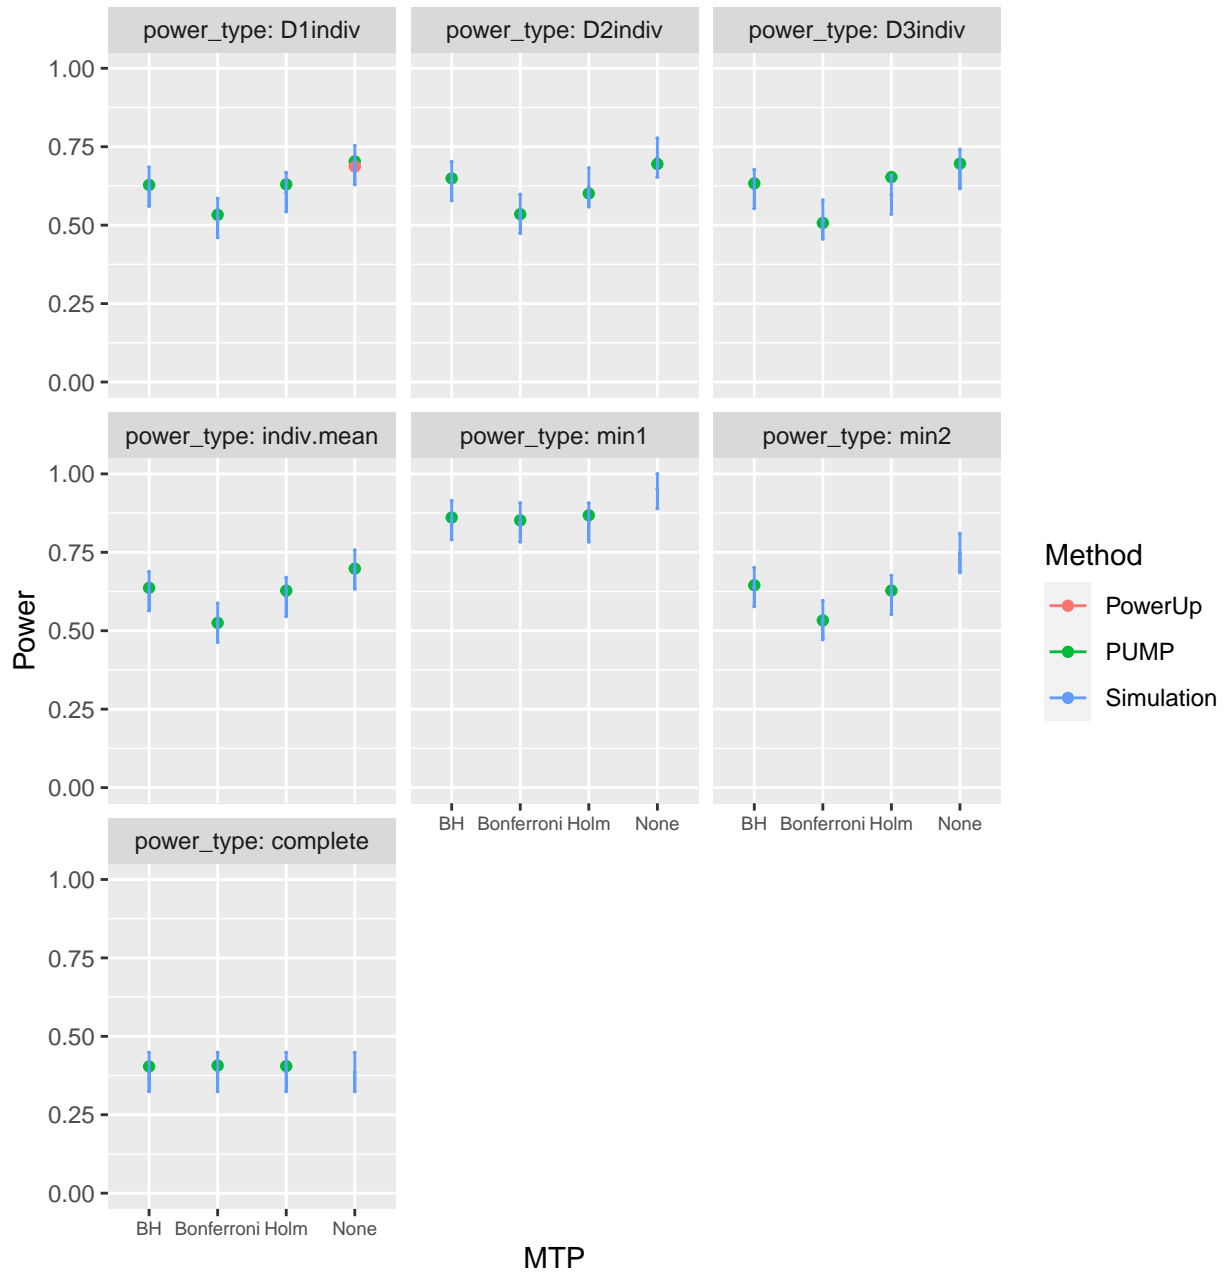 power_type: D1indiv
power_type: D2indiv
power_type: D3indiv
1.00
0.75
0.50
0.25
0.00
power_type: indiv.mean
power_type: min1
power_type: min2
1.00
0.75
0.50
0.25
0.00
BH Bonferroni Holm None
BH Bonferroni Holm None
power_type: complete
1.00
0.75
0.50
0.25
0.00
BH Bonferroni Holm None
MTP
Power
Method
PowerUp
PUMP
Simulation